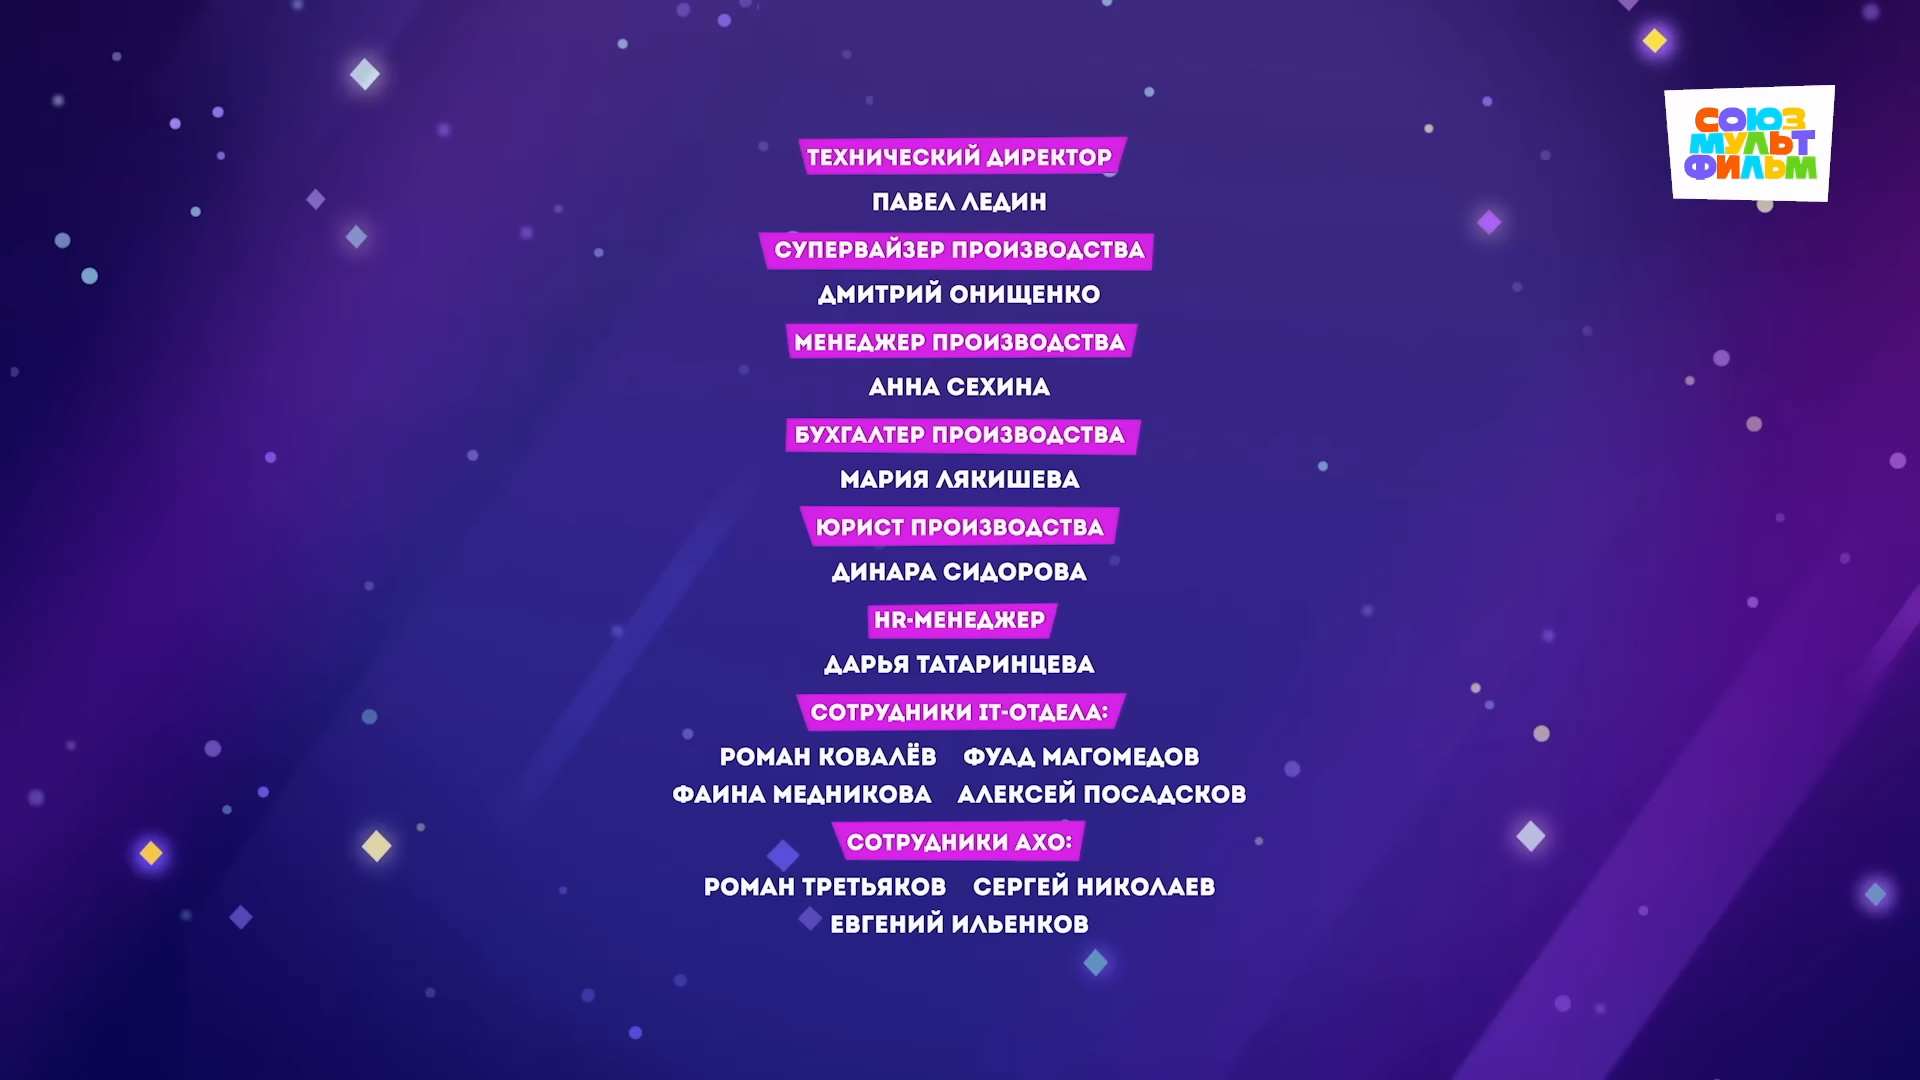 СОЮЗ
МУЛЬТ
ФИЛЬМ
ТЕХНИЧЕСКИЙ ДИРЕКТОР
ПАВЕЛ ЛЕДИН
СУПЕРВАЙЗЕР ПРОИЗВОДСТВА
ДМИТРИЙ ОНИЩЕНКО
МЕНЕДЖЕР ПРОИЗВОДСТВА
АННА СЕХИНА
БУХГАЛТЕР ПРОИЗВОДСТВА
МАРИЯ ЛЯКИШЕВА
ЮРИСТ ПРОИЗВОДСТВА
ДИНАРА СИДОРОВА
HR-МЕНЕДЖЕР
ДАРЬЯ ТАТАРИНЦЕВА
СОТРУДНИКИ IT-ОТДЕЛА:
РОМАН КОВАЛЁВ ФУАД МАГОМЕДОВ
ФАИНА МЕДНИКОВА АЛЕКСЕЙ ПОСАДСКОВ
СОТРУДНИКИ АХО:
РОМАН ТРЕТЬЯКОВ СЕРГЕЙ НИКОЛАЕВ
ЕВГЕНИЙ ИЛЬЕНКОВ